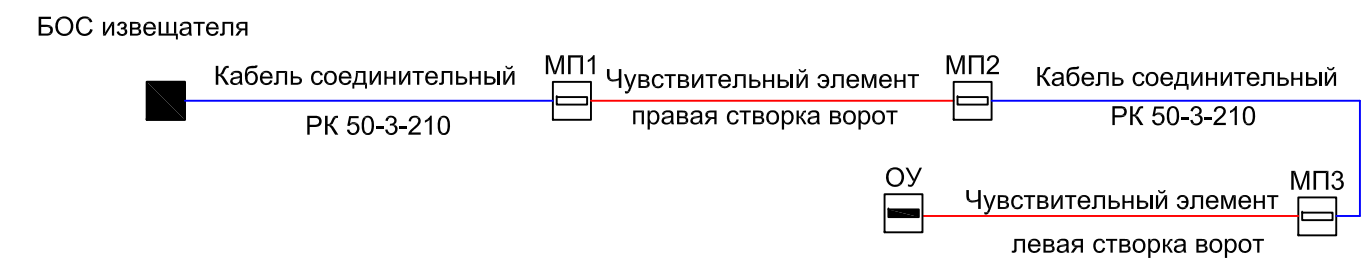 БОС извещателя
Кабель соединительный
РК 50-3-210
МП1
Чувствительный элемент
правая створка ворот
МП2
Кабель соединительный
РК 50-3-210
ОУ
Чувствительный элемент
левая створка ворот
МП3